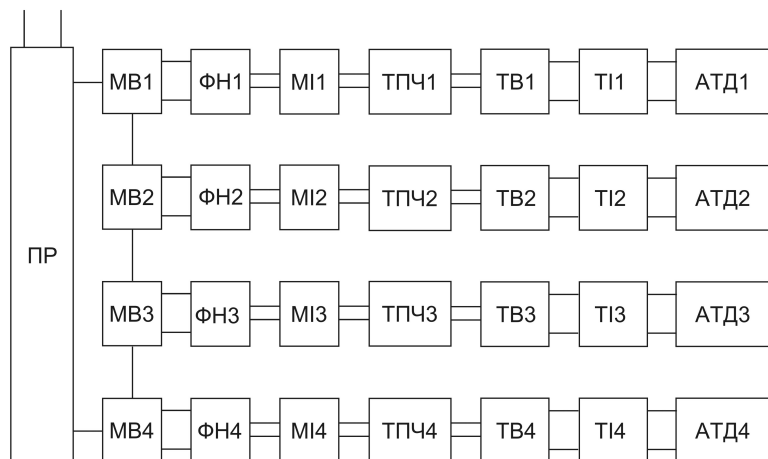 МВ1 ФН1 МІ1 ТПЧ1 ТВ1 ТІ1 АТД1
МВ2 ФН2 МІ2 ТПЧ2 ТВ2 ТІ2 АТД2
ПР
МВ3 ФН3 МІ3 ТПЧ3 ТВ3 ТІ3 АТД3
МВ4 ФН4 МІ4 ТПЧ4 ТВ4 ТІ4 АТД4